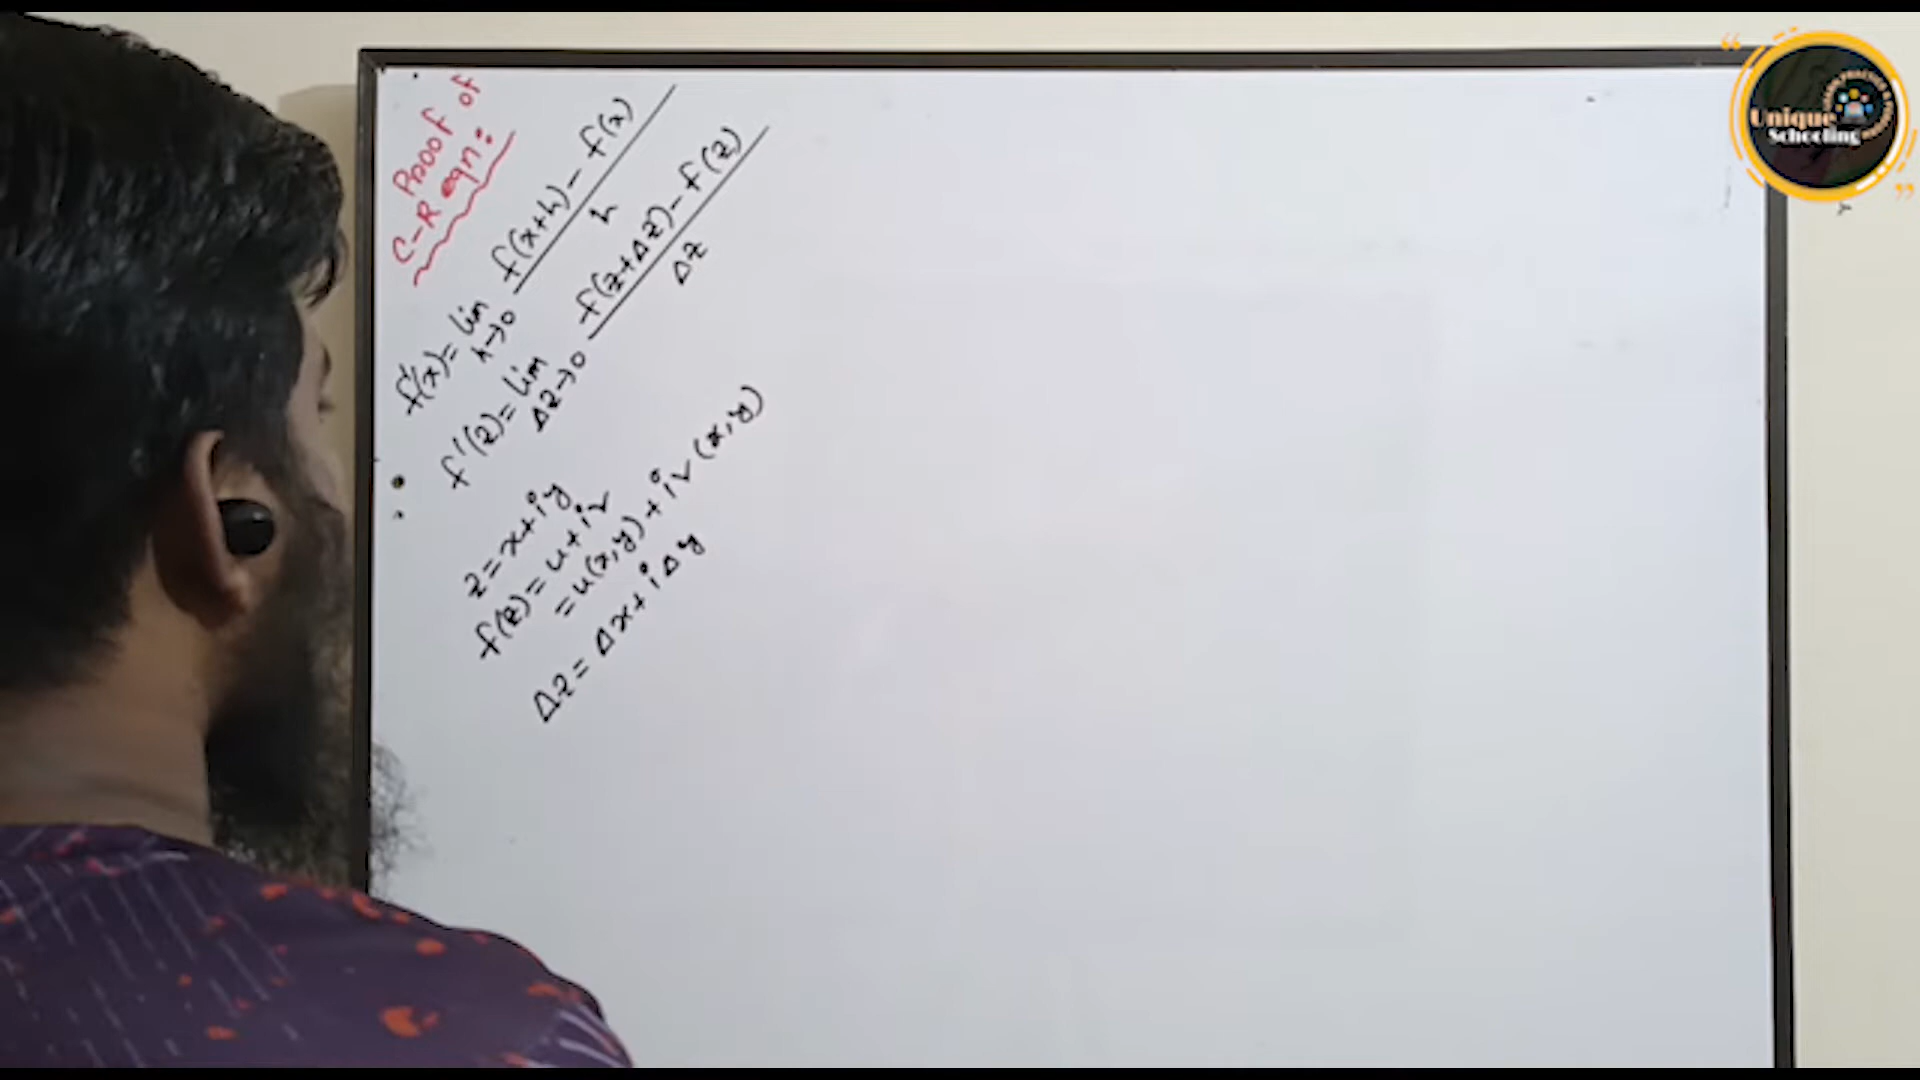 Proof of
C-R eqn:
f'(x) = lim h→0 f(x+h) - f(x) / h
f'(z) = lim Δz→0 f(z+Δz) - f(z) / Δz
z = x+iy
f(z) = u+iv
= u(x,y) + iv(x,y)
Δz = Δx + iΔy
Unique
Schooling